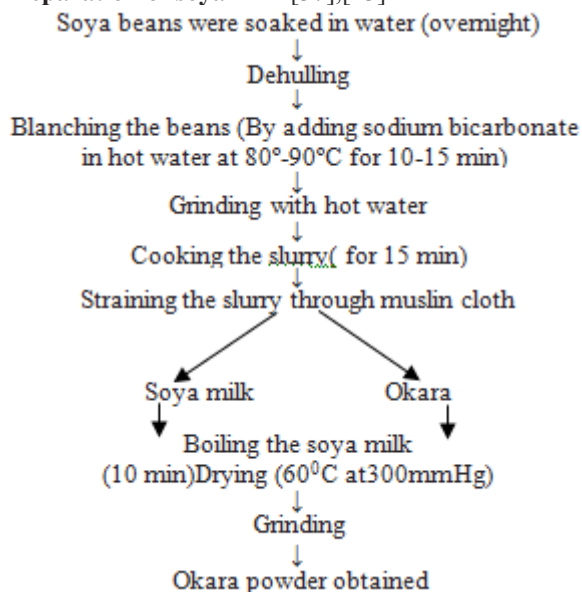 Soya beans were soaked in water (overnight)
↓
Dehulling
↓
Blanching the beans (By adding sodium bicarbonate
in hot water at 80°-90°C for 10-15 min)
↓
Grinding with hot water
↓
Cooking the slurry( for 15 min)
↓
Straining the slurry through muslin cloth
Soya milk Okara
Boiling the soya milk
(10 min)Drying (60⁰C at300mmHg)
↓
Grinding
↓
Okara powder obtained